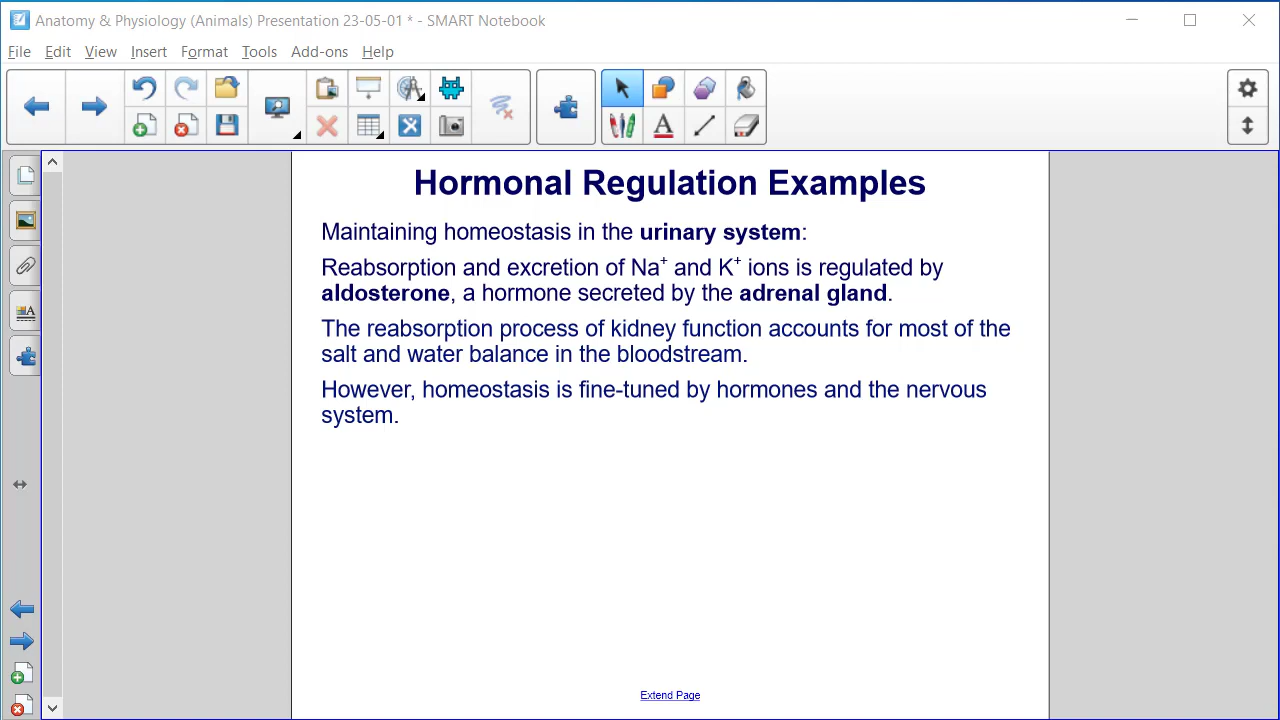 Anatomy & Physiology (Animals) Presentation 23-05-01 * - SMART Notebook
File Edit View Insert Format Tools Add-ons Help
Hormonal Regulation Examples
Maintaining homeostasis in the urinary system:
Reabsorption and excretion of Na⁺ and K⁺ ions is regulated by
aldosterone, a hormone secreted by the adrenal gland.
The reabsorption process of kidney function accounts for most of the
salt and water balance in the bloodstream.
However, homeostasis is fine-tuned by hormones and the nervous
system.
Extend Page